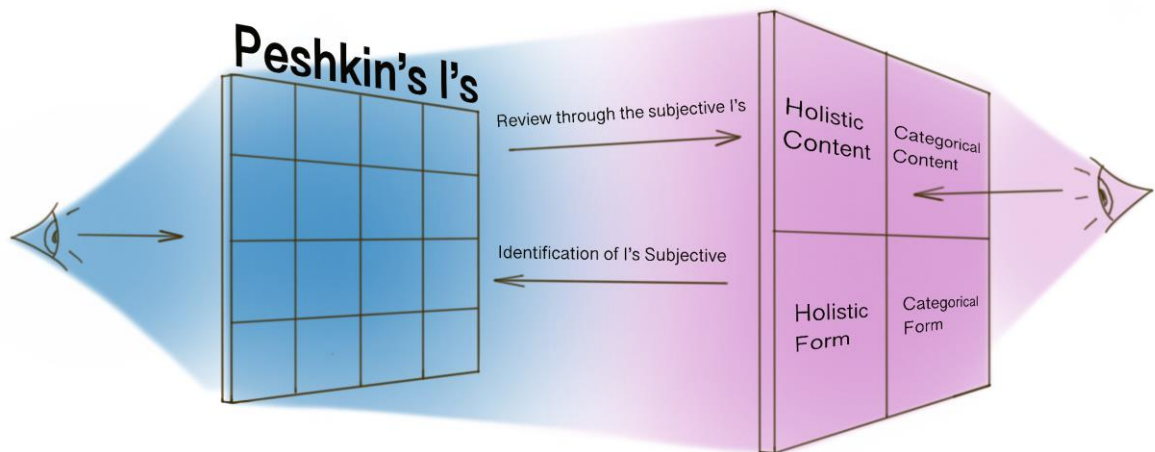 Peshkin's I's
Review through the subjective I's
Identification of I's Subjective
Holistic
Content
Categorical
Content
Holistic
Form
Categorical
Form